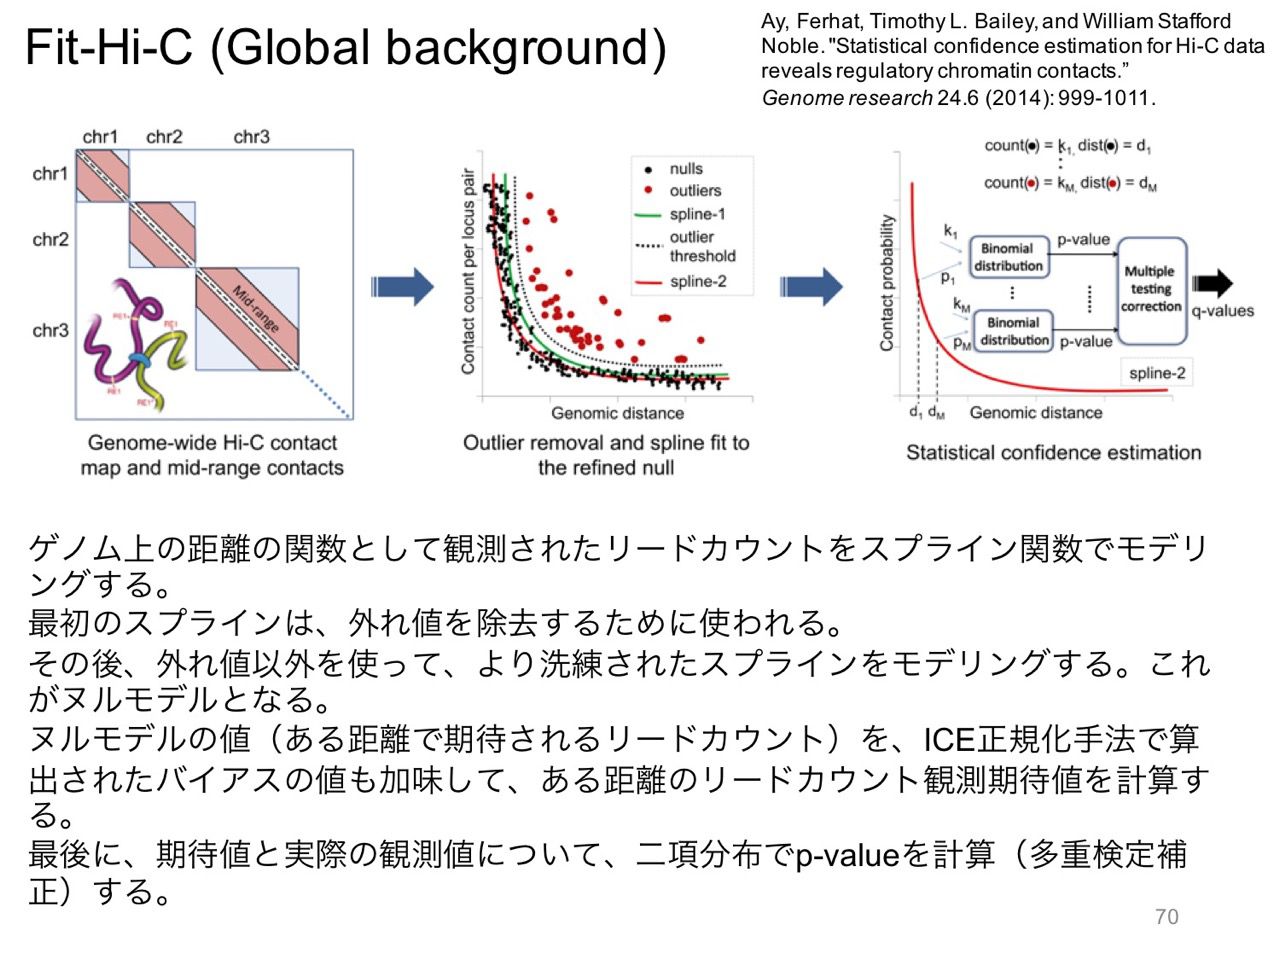 Fit-Hi-C (Global background)
Ay, Ferhat, Timothy L. Bailey, and William Stafford
Noble. "Statistical confidence estimation for Hi-C data
reveals regulatory chromatin contacts.”
Genome research 24.6 (2014): 999-1011.
chr1 chr2 chr3
chr1
chr2
chr3
Mid-range
RE1
RE1
RE1
RE1
Genome-wide Hi-C contact
map and mid-range contacts
Contact count per locus pair
nulls
outliers
spline-1
outlier
threshold
spline-2
Genomic distance
Outlier removal and spline fit to
the refined null
count(●) = k1, dist(●) = d1
⋮
count(●) = kM, dist(●) = dM
Contact probability
k1
p1
Binomial
distribution
p-value
kM
pM
Binomial
distribution
p-value
Multiple
testing
correction
q-values
spline-2
d1 dM Genomic distance
Statistical confidence estimation
ゲノム上の距離の関数として観測されたリードカウントをスプライン関数でモデリ
ングする。
最初のスプラインは、外れ値を除去するために使われる。
その後、外れ値以外を使って、より洗練されたスプラインをモデリングする。これ
がヌルモデルとなる。
ヌルモデルの値（ある距離で期待されるリードカウント）を、ICE正規化手法で算
出されたバイアスの値も加味して、ある距離のリードカウント観測期待値を計算す
る。
最後に、期待値と実際の観測値について、二項分布でp-valueを計算（多重検定補
正）する。
70